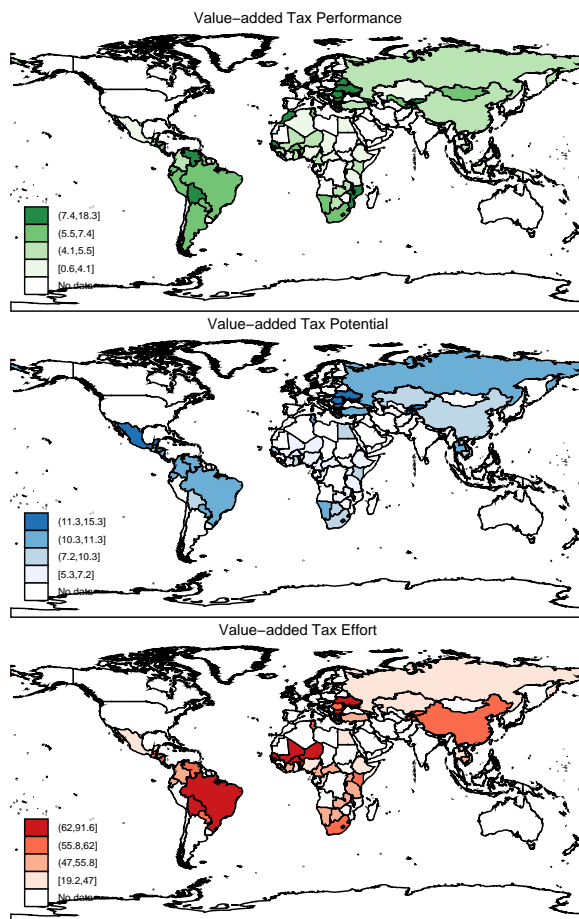 Value−added Tax Performance
(7.4,18.3]
(5.5,7.4]
(4.1,5.5]
[0.6,4.1]
No data
Value−added Tax Potential
(11.3,15.3]
(10.3,11.3]
(7.2,10.3]
[5.3,7.2]
No data
Value−added Tax Effort
(62,91.6]
(55.8,62]
(47,55.8]
[19.2,47]
No data